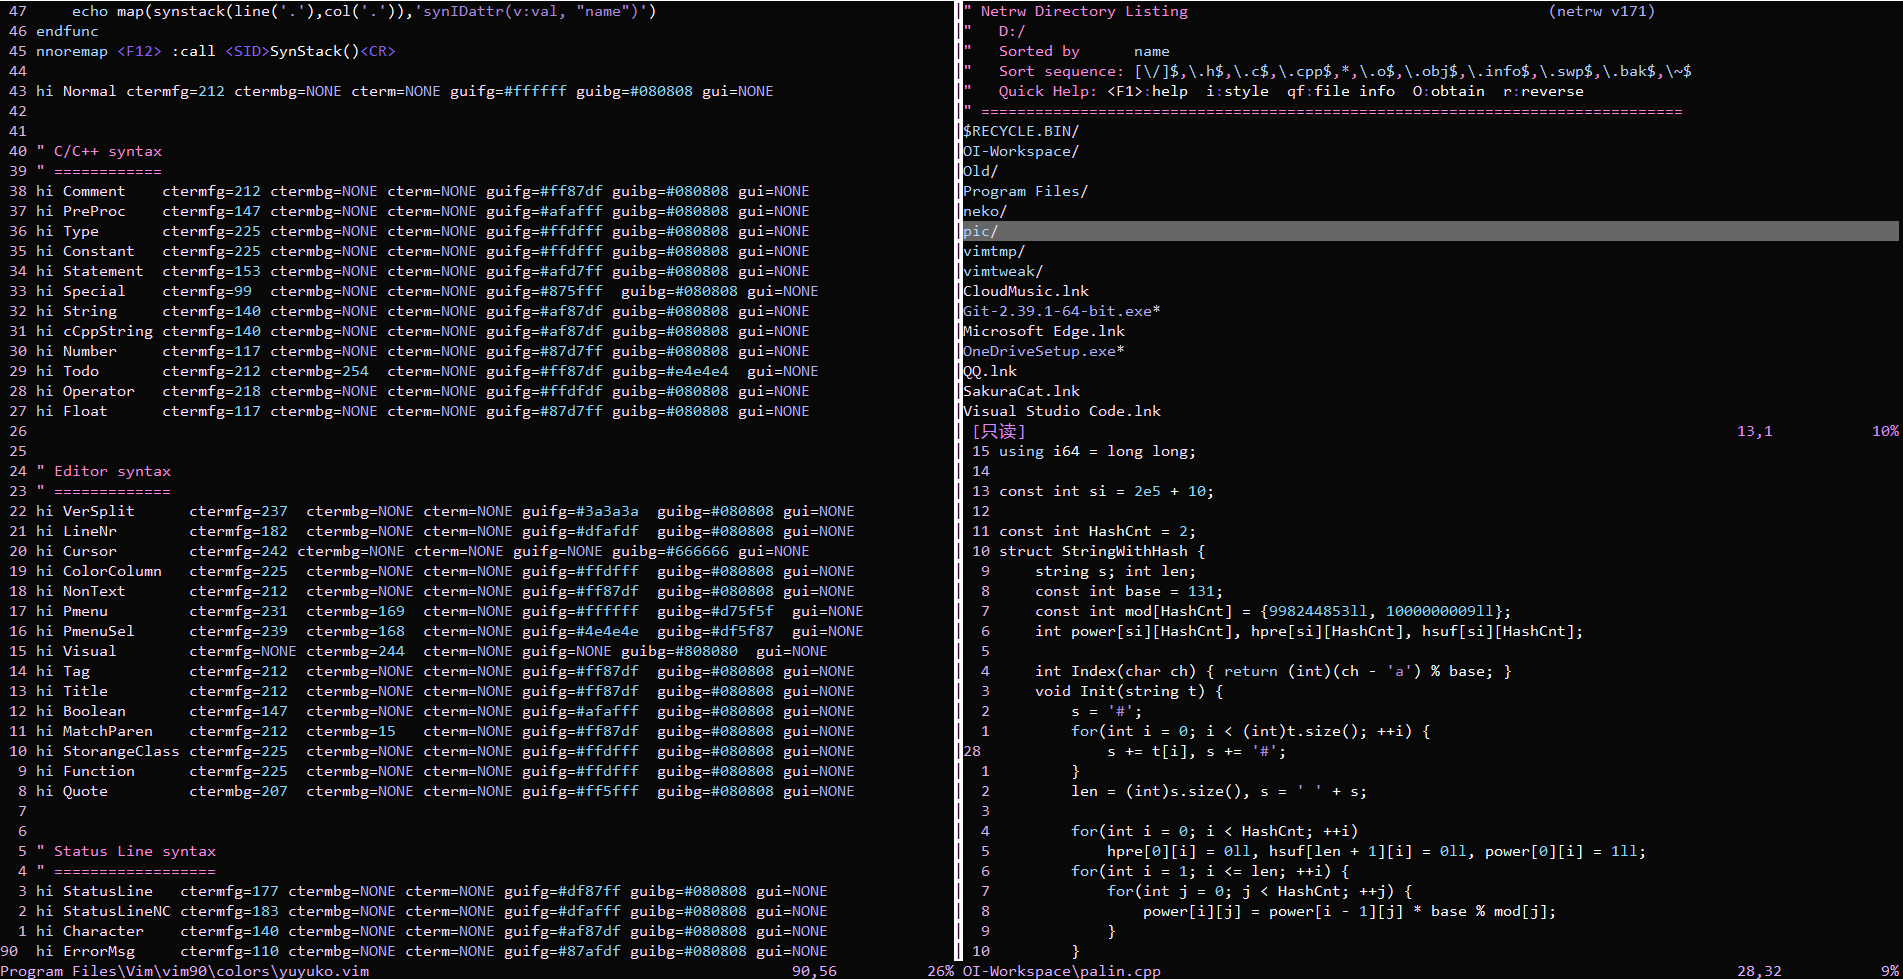 47     echo map(synstack(line('.'),col('.')),'synIDattr(v:val, "name")')
46 endfunc
45 nnoremap <F12> :call <SID>SynStack()<CR>
44
43 hi Normal ctermfg=212 ctermbg=NONE cterm=NONE guifg=#ffffff guibg=#080808 gui=NONE
42
41
40 " C/C++ syntax
39 " ============
38 hi Comment    ctermfg=212 ctermbg=NONE cterm=NONE guifg=#ff87df guibg=#080808 gui=NONE
37 hi PreProc    ctermfg=147 ctermbg=NONE cterm=NONE guifg=#afafff guibg=#080808 gui=NONE
36 hi Type       ctermfg=225 ctermbg=NONE cterm=NONE guifg=#ffdfff guibg=#080808 gui=NONE
35 hi Constant   ctermfg=225 ctermbg=NONE cterm=NONE guifg=#ffdfff guibg=#080808 gui=NONE
34 hi Statement  ctermfg=153 ctermbg=NONE cterm=NONE guifg=#afd7ff guibg=#080808 gui=NONE
33 hi Special    ctermfg=99  ctermbg=NONE cterm=NONE guifg=#875fff  guibg=#080808 gui=NONE
32 hi String     ctermfg=140 ctermbg=NONE cterm=NONE guifg=#af87df guibg=#080808 gui=NONE
31 hi cCppString ctermfg=140 ctermbg=NONE cterm=NONE guifg=#af87df guibg=#080808 gui=NONE
30 hi Number     ctermfg=117 ctermbg=NONE cterm=NONE guifg=#87d7ff guibg=#080808 gui=NONE
29 hi Todo       ctermfg=212 ctermbg=254  cterm=NONE guifg=#ff87df guibg=#e4e4e4  gui=NONE
28 hi Operator   ctermfg=218 ctermbg=NONE cterm=NONE guifg=#ffdfdf guibg=#080808 gui=NONE
27 hi Float      ctermfg=117 ctermbg=NONE cterm=NONE guifg=#87d7ff guibg=#080808 gui=NONE
26
25
24 " Editor syntax
23 " =============
22 hi VerSplit      ctermfg=237  ctermbg=NONE cterm=NONE guifg=#3a3a3a  guibg=#080808 gui=NONE
21 hi LineNr        ctermfg=182  ctermbg=NONE cterm=NONE guifg=#dfafdf  guibg=#080808 gui=NONE
20 hi Cursor        ctermfg=242 ctermbg=NONE cterm=NONE guifg=NONE guibg=#666666 gui=NONE
19 hi ColorColumn   ctermfg=225  ctermbg=NONE cterm=NONE guifg=#ffdfff  guibg=#080808 gui=NONE
18 hi NonText       ctermfg=212  ctermbg=NONE cterm=NONE guifg=#ff87df  guibg=#080808 gui=NONE
17 hi Pmenu         ctermfg=231  ctermbg=169  cterm=NONE guifg=#ffffff  guibg=#d75f5f  gui=NONE
16 hi PmenuSel      ctermfg=239  ctermbg=168  cterm=NONE guifg=#4e4e4e  guibg=#df5f87  gui=NONE
15 hi Visual        ctermfg=NONE ctermbg=244  cterm=NONE guifg=NONE guibg=#808080  gui=NONE
14 hi Tag           ctermfg=212  ctermbg=NONE cterm=NONE guifg=#ff87df  guibg=#080808 gui=NONE
13 hi Title         ctermfg=212  ctermbg=NONE cterm=NONE guifg=#ff87df  guibg=#080808 gui=NONE
12 hi Boolean       ctermfg=147  ctermbg=NONE cterm=NONE guifg=#afafff  guibg=#080808 gui=NONE
11 hi MatchParen    ctermfg=212  ctermbg=15   cterm=NONE guifg=#ff87df  guibg=#080808 gui=NONE
10 hi StorangeClass ctermfg=225  ctermbg=NONE cterm=NONE guifg=#ffdfff  guibg=#080808 gui=NONE
9 hi Function      ctermfg=225  ctermbg=NONE cterm=NONE guifg=#ffdfff  guibg=#080808 gui=NONE
8 hi Quote         ctermbg=207  ctermbg=NONE cterm=NONE guifg=#ff5fff  guibg=#080808 gui=NONE
7
6
5 " Status Line syntax
4 " ==================
3 hi StatusLine   ctermfg=177 ctermbg=NONE cterm=NONE guifg=#df87ff guibg=#080808 gui=NONE
2 hi StatusLineNC ctermfg=183 ctermbg=NONE cterm=NONE guifg=#dfafff guibg=#080808 gui=NONE
1 hi Character    ctermfg=140 ctermbg=NONE cterm=NONE guifg=#af87df guibg=#080808 gui=NONE
90  hi ErrorMsg     ctermfg=110 ctermbg=NONE cterm=NONE guifg=#87afdf guibg=#080808 gui=NONE
Program Files\Vim\vim90\colors\yuyuko.vim 90,56 26%
" Netrw Directory Listing (netrw v171)
"   D:/
"   Sorted by      name
"   Sort sequence: [\/]$,\.h$,\.c$,\.cpp$,*,\.o$,\.obj$,\.info$,\.swp$,\.bak$,\~$
"   Quick Help: <F1>:help  i:style  qf:file info  O:obtain  r:reverse
" ==============================================================================
$RECYCLE.BIN/
OI-Workspace/
Old/
Program Files/
neko/
pic/
vimtmp/
vimtweak/
CloudMusic.lnk
Git-2.39.1-64-bit.exe*
Microsoft Edge.lnk
OneDriveSetup.exe*
QQ.lnk
SakuraCat.lnk
Visual Studio Code.lnk
[只读] 13,1 10%
15 using i64 = long long;
14
13 const int si = 2e5 + 10;
12
11 const int HashCnt = 2;
10 struct StringWithHash {
9     string s; int len;
8     const int base = 131;
7     const int mod[HashCnt] = {998244853ll, 1000000009ll};
6     int power[si][HashCnt], hpre[si][HashCnt], hsuf[si][HashCnt];
5
4     int Index(char ch) { return (int)(ch - 'a') % base; }
3     void Init(string t) {
2         s = '#';
1         for(int i = 0; i < (int)t.size(); ++i) {
28             s += t[i], s += '#';
1         }
2         len = (int)s.size(), s = ' ' + s;
3
4         for(int i = 0; i < HashCnt; ++i)
5             hpre[0][i] = 0ll, hsuf[len + 1][i] = 0ll, power[0][i] = 1ll;
6         for(int i = 1; i <= len; ++i) {
7             for(int j = 0; j < HashCnt; ++j) {
8                 power[i][j] = power[i - 1][j] * base % mod[j];
9             }
10         }
OI-Workspace\palin.cpp 28,32 9%